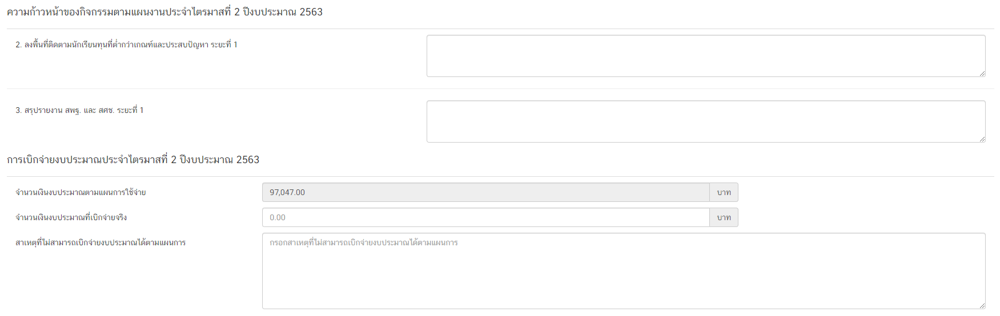 ความก้าวหน้าของกิจกรรมตามแผนงานประจำไตรมาสที่ 2 ปีงบประมาณ 2563
2. ลงพื้นที่ติดตามนักเรียนทุนที่ต่ำกว่าเกณฑ์และประสบปัญหา ระยะที่ 1
3. สรุปรายงาน สพฐ. และ สศช. ระยะที่ 1
การเบิกจ่ายงบประมาณประจำไตรมาสที่ 2 ปีงบประมาณ 2563
จำนวนเงินงบประมาณตามแผนการใช้จ่าย 97,047.00 บาท
จำนวนเงินงบประมาณที่เบิกจ่ายจริง 0.00 บาท
สาเหตุที่ไม่สามารถเบิกจ่ายงบประมาณได้ตามแผนการ กรอกสาเหตุที่ไม่สามารถเบิกจ่ายงบประมาณได้ตามแผนการ